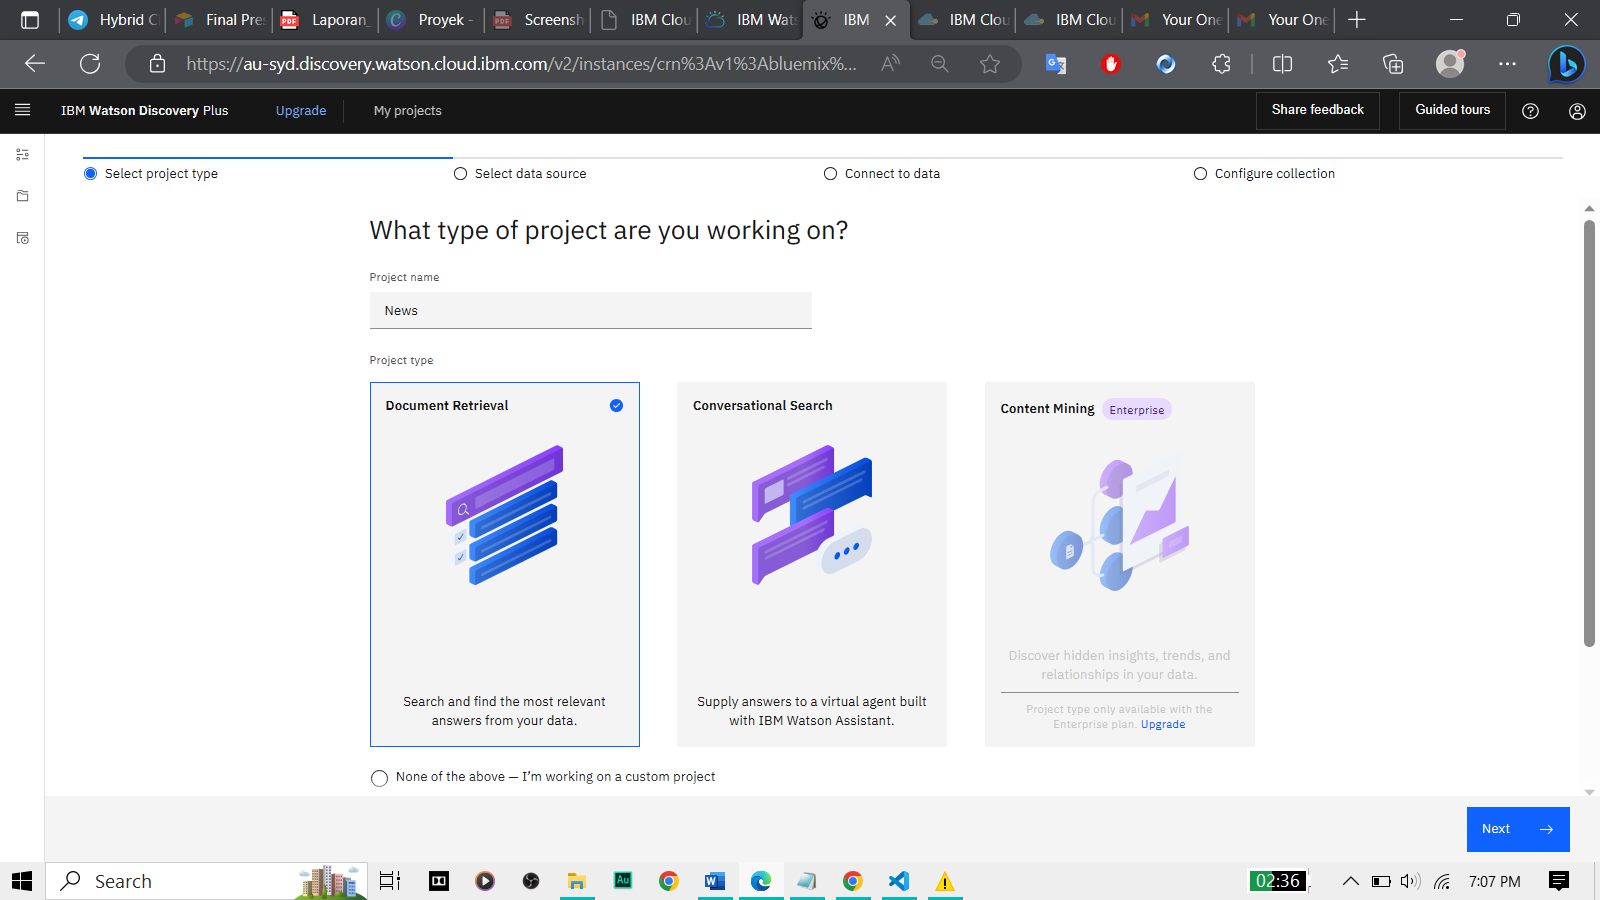 Hybrid C
Final Pre
Laporan_
Proyek -
Screensh
IBM Clou
IBM Wats
IBM
IBM Clou
IBM Clou
Your One
Your One
https://au-syd.discovery.watson.cloud.ibm.com/v2/instances/crn%3Av1%3Abluemix%...
IBM Watson Discovery Plus
Upgrade
My projects
Share feedback
Guided tours
Select project type
Select data source
Connect to data
Configure collection
What type of project are you working on?
Project name
News
Project type
Document Retrieval
Search and find the most relevant
answers from your data.
Conversational Search
Supply answers to a virtual agent built
with IBM Watson Assistant.
Content Mining Enterprise
Discover hidden insights, trends, and
relationships in your data.
Project type only available with the
Enterprise plan. Upgrade
None of the above — I’m working on a custom project
Next
Search
Au
02:36
7:07 PM